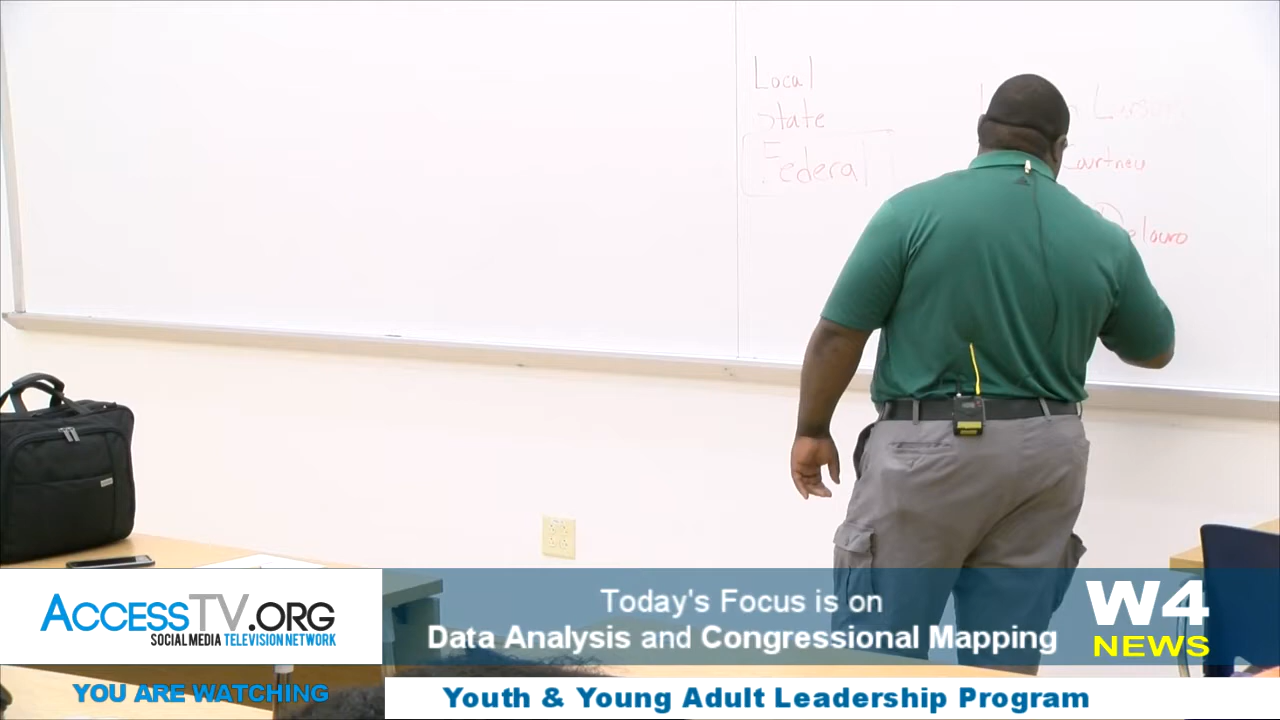 Local
State
Federal
Larson
Courtney
Delauro
ACCESSTV.ORG
SOCIAL MEDIA TELEVISION NETWORK
YOU ARE WATCHING
Today's Focus is on
Data Analysis and Congressional Mapping
W4
NEWS
Youth & Young Adult Leadership Program